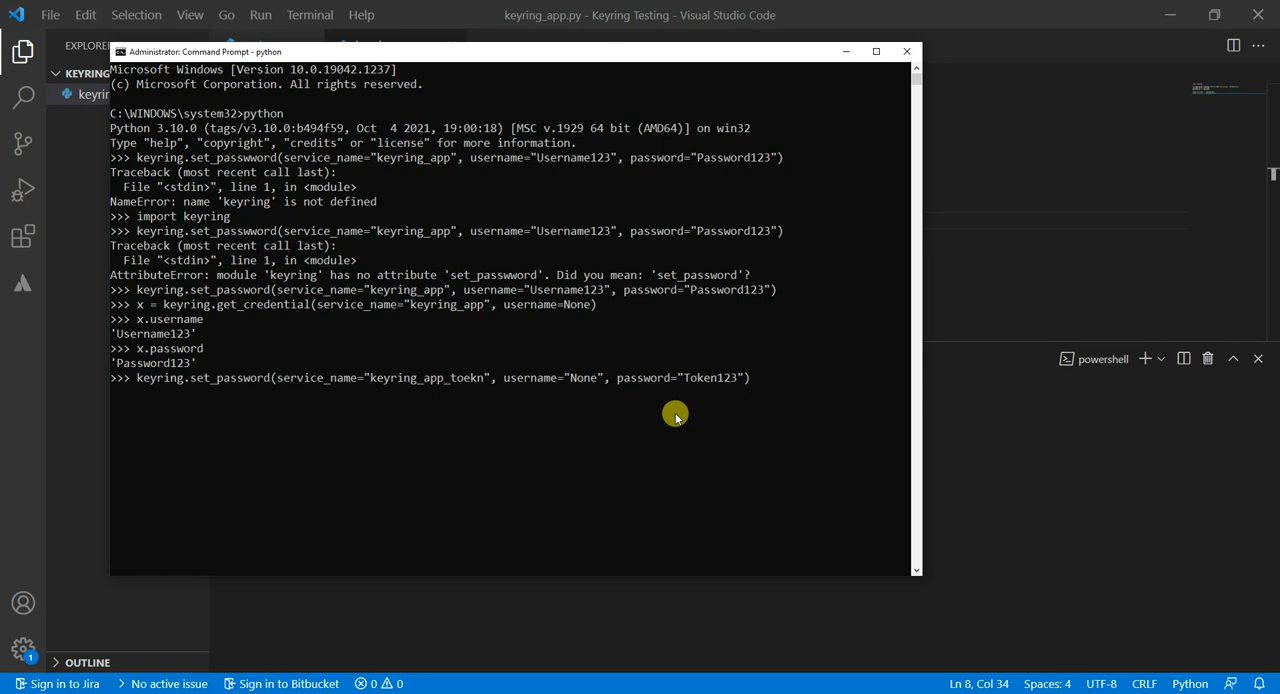 File Edit Selection View Go Run Terminal Help
keyring_app.py - Keyring Testing - Visual Studio Code
Administrator: Command Prompt - python
Microsoft Windows [Version 10.0.19042.1237]
(c) Microsoft Corporation. All rights reserved.
C:\WINDOWS\system32>python
Python 3.10.0 (tags/v3.10.0:b494f59, Oct  4 2021, 19:00:18) [MSC v.1929 64 bit (AMD64)] on win32
Type "help", "copyright", "credits" or "license" for more information.
>>> keyring.set_passwword(service_name="keyring_app", username="Username123", password="Password123")
Traceback (most recent call last):
  File "<stdin>", line 1, in <module>
NameError: name 'keyring' is not defined
>>> import keyring
>>> keyring.set_passwword(service_name="keyring_app", username="Username123", password="Password123")
Traceback (most recent call last):
  File "<stdin>", line 1, in <module>
AttributeError: module 'keyring' has no attribute 'set_passwword'. Did you mean: 'set_password'?
>>> keyring.set_password(service_name="keyring_app", username="Username123", password="Password123")
>>> x = keyring.get_credential(service_name="keyring_app", username=None)
>>> x.username
'Username123'
>>> x.password
'Password123'
>>> keyring.set_password(service_name="keyring_app_toekn", username="None", password="Token123")
powershell
OUTLINE
1
Sign in to Jira
No active issue
Sign in to Bitbucket
0 0
Ln 8, Col 34
Spaces: 4
UTF-8
CRLF
Python